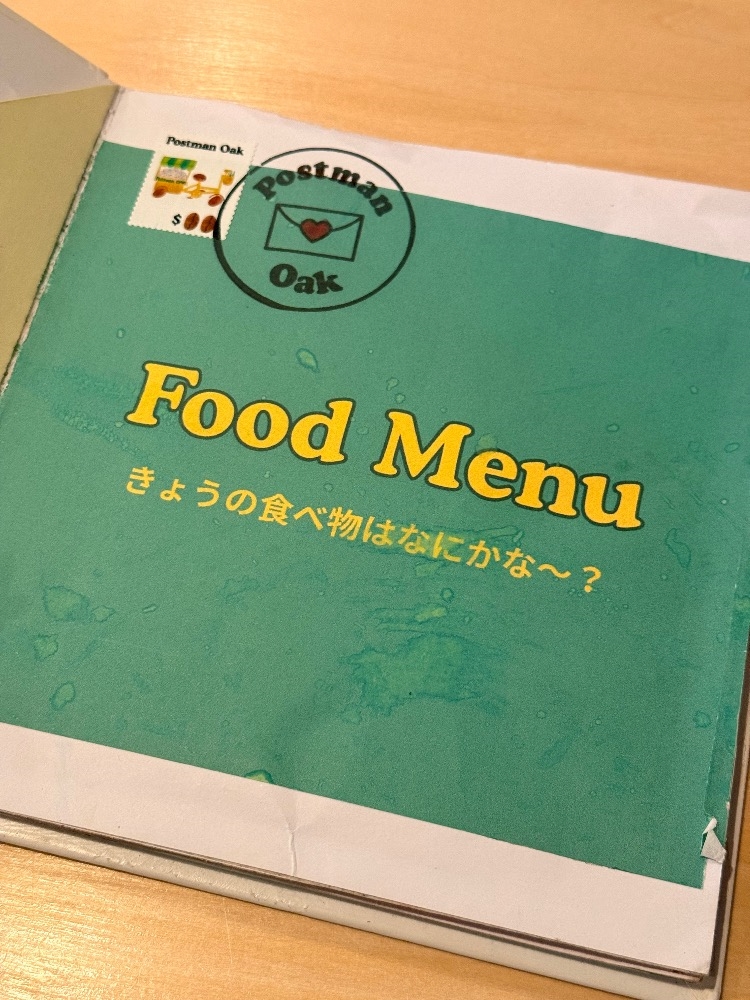 Postman Oak
$
Postman
Oak
Food Menu
きょうの食べ物はなにかな～？